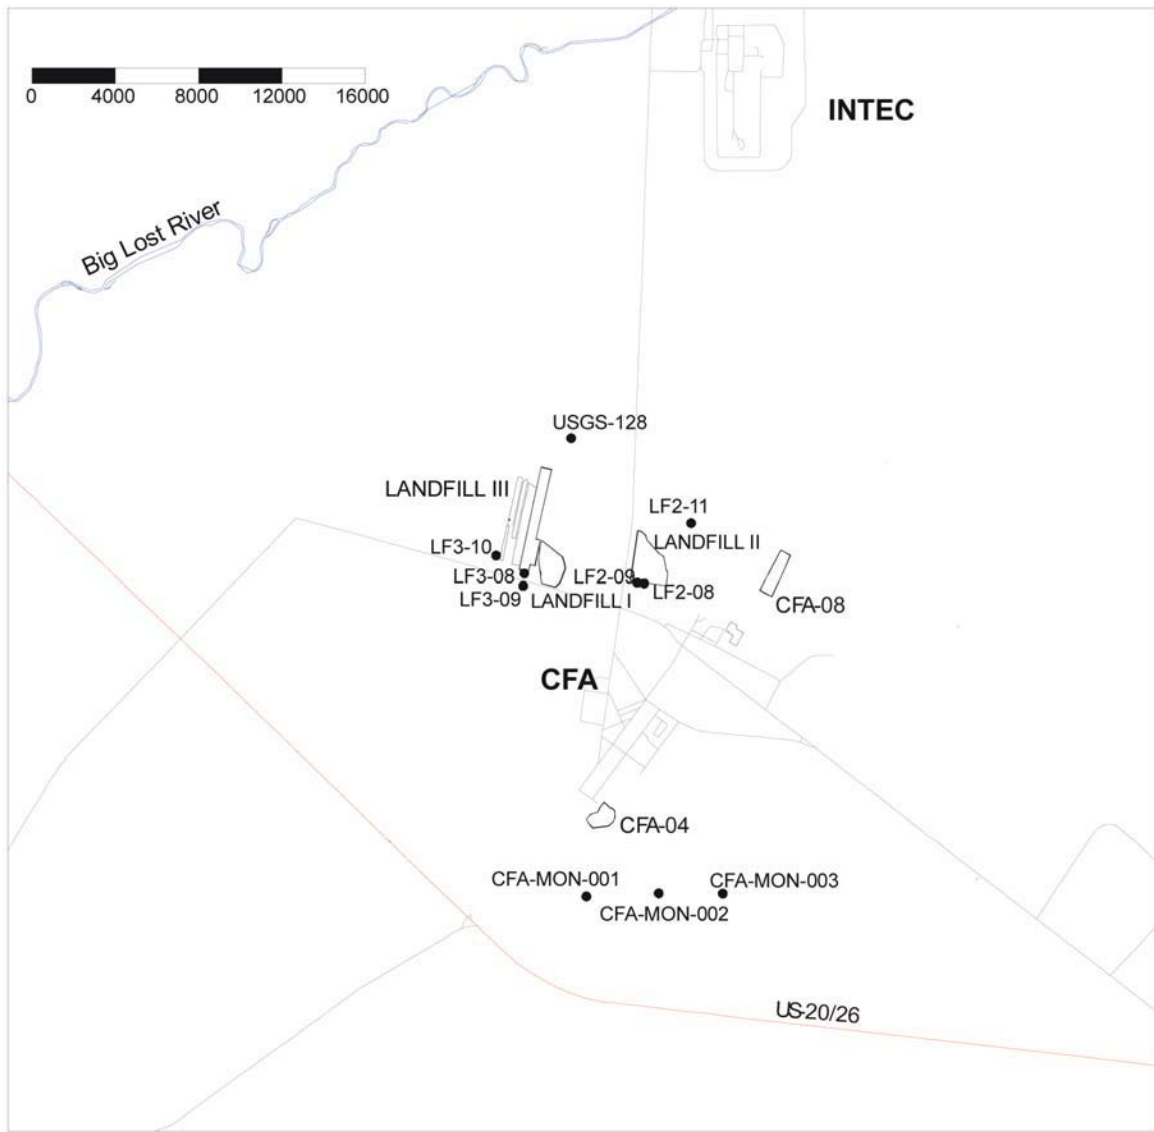 0 4000 8000 12000 16000
INTEC
Big Lost River
USGS-128
LANDFILL III
LF2-11
LANDFILL II
LF3-10
LF3-08
LF2-09
LF2-08
LF3-09
LANDFILL I
CFA-08
CFA
CFA-04
CFA-MON-001
CFA-MON-003
CFA-MON-002
US-20/26